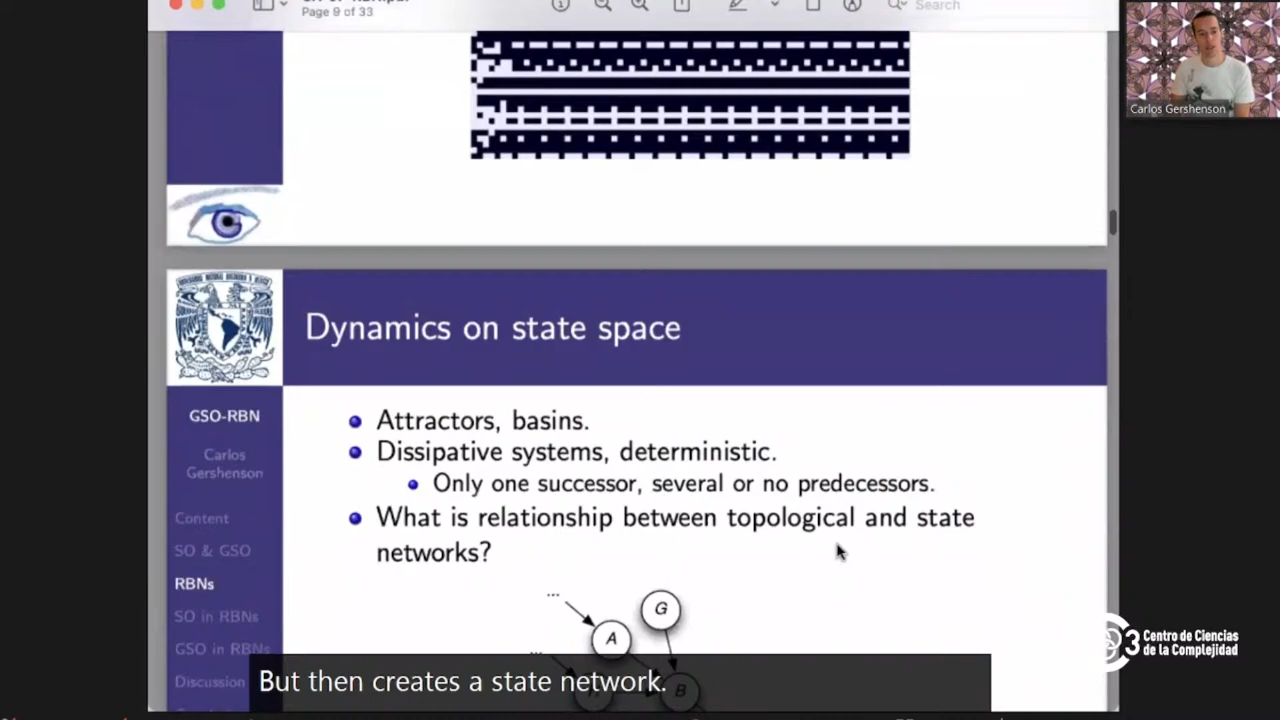 Page 9 of 33
Search
Carlos Gershenson
Dynamics on state space
GSO-RBN
Carlos
Gershenson
Content
SO & GSO
RBNs
SO in RBNs
GSO in RBNs
Discussion
Attractors, basins.
Dissipative systems, deterministic.
Only one successor, several or no predecessors.
What is relationship between topological and state
networks?
...
G
A
...
B
But then creates a state network.
3 Centro de Ciencias
de la Complejidad